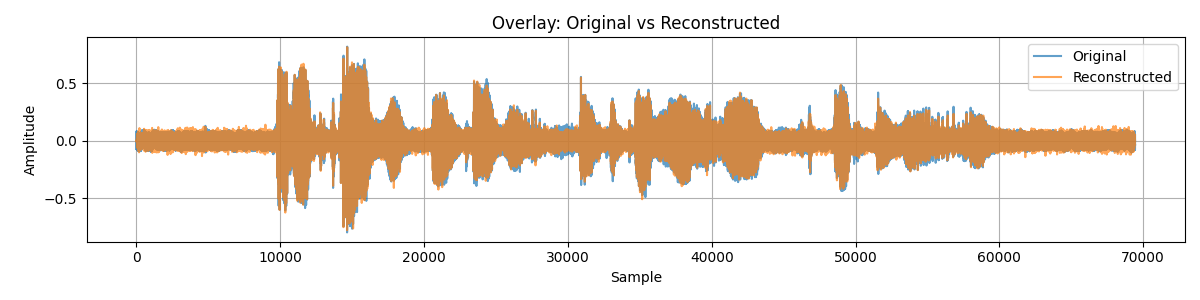 Overlay: Original vs Reconstructed
Original
Reconstructed
Amplitude
0.5
0.0
−0.5
0 10000 20000 30000 40000 50000 60000 70000
Sample